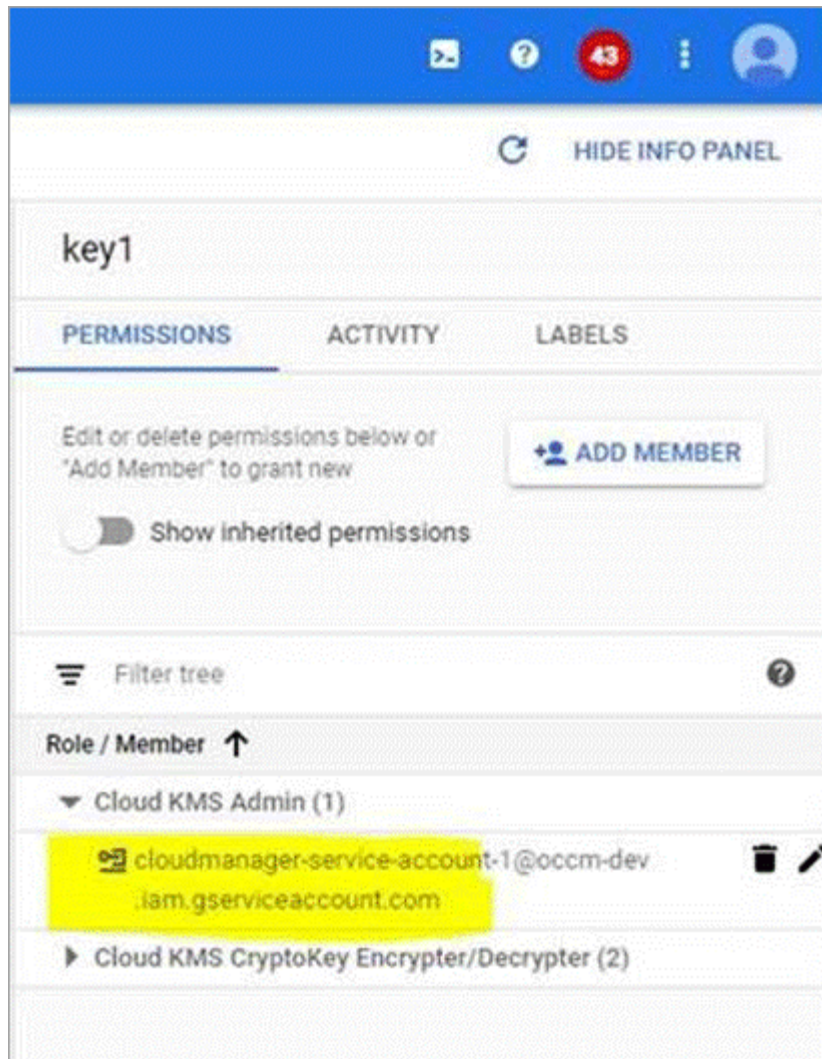 43
HIDE INFO PANEL
key1
PERMISSIONS ACTIVITY LABELS
Edit or delete permissions below or
"Add Member" to grant new
ADD MEMBER
Show inherited permissions
Filter tree
Role / Member
Cloud KMS Admin (1)
cloudmanager-service-account-1@occm-dev
.iam.gserviceaccount.com
Cloud KMS CryptoKey Encrypter/Decrypter (2)